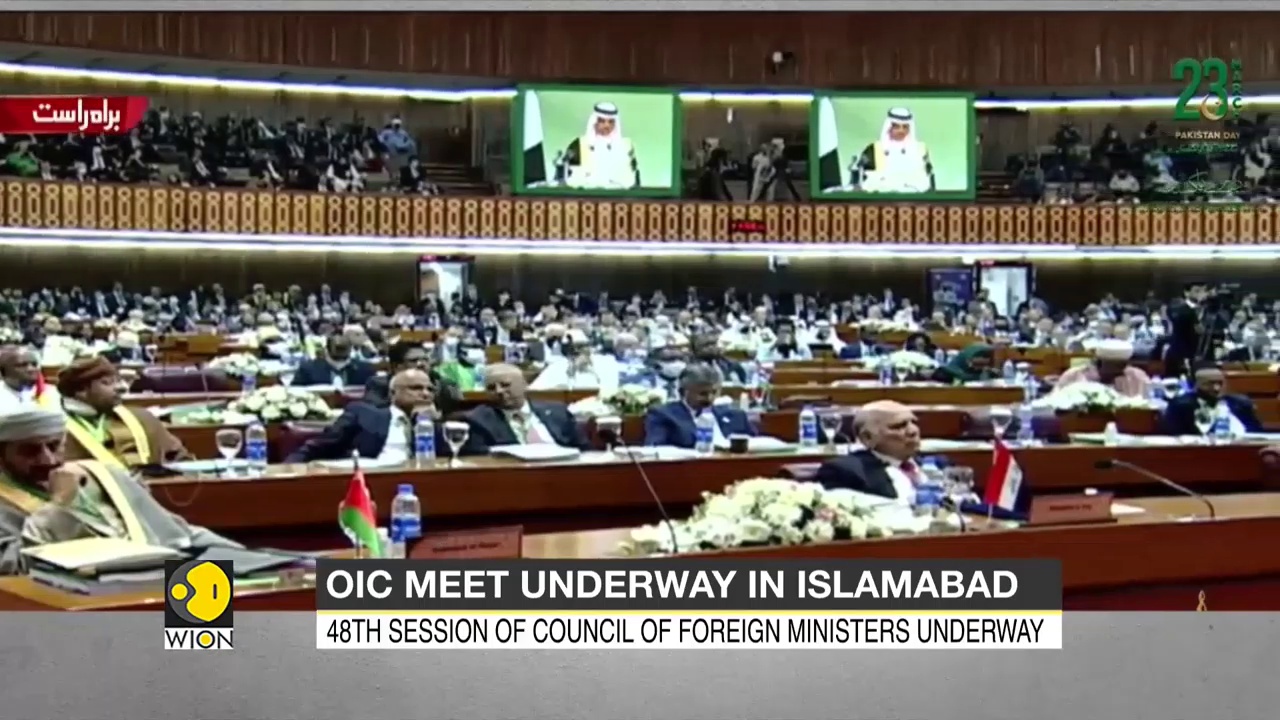 براہ راست
23
MARCH
PAKISTAN DAY
OIC MEET UNDERWAY IN ISLAMABAD
48TH SESSION OF COUNCIL OF FOREIGN MINISTERS UNDERWAY
WION